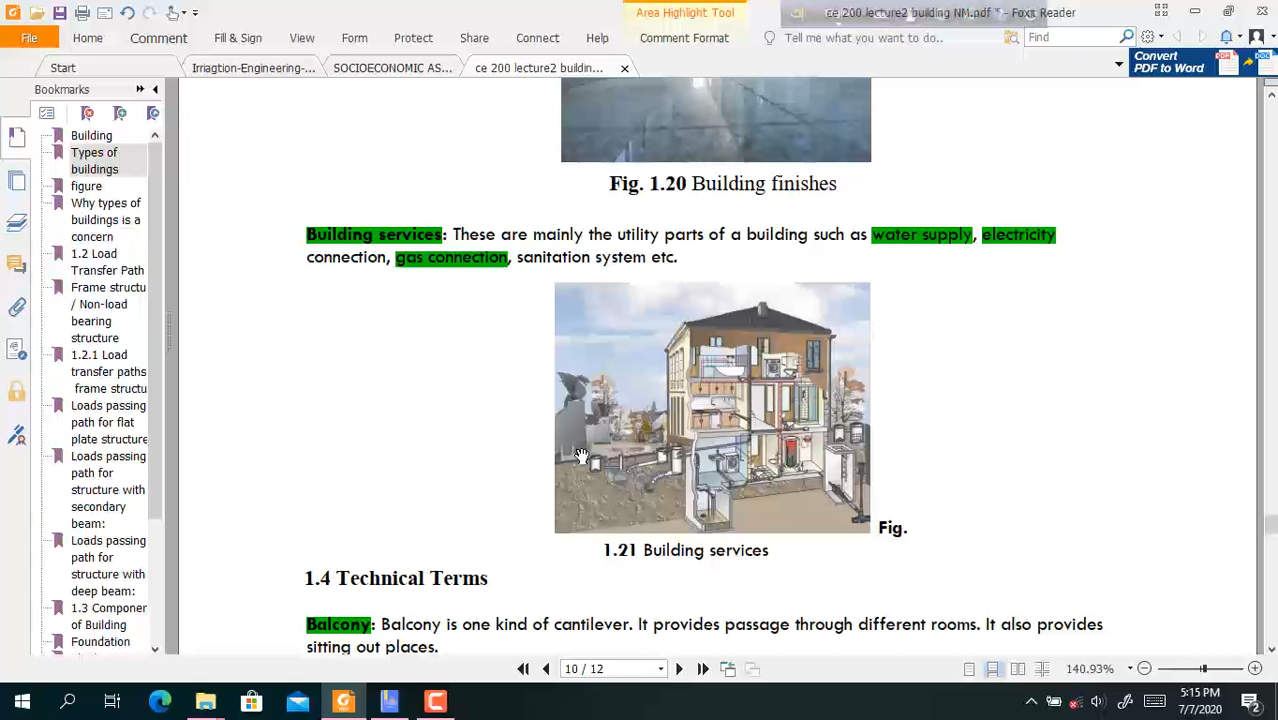 Area Highlight Tool
ce 200 lecture2 building NM.pdf * - Foxit Reader
File
Home
Comment
Fill & Sign
View
Form
Protect
Share
Connect
Help
Comment Format
Tell me what you want to do..
Find
Start
Irriagtion-Engineering-...
SOCIOECONOMIC AS...
ce 200 lecture2 buildin...
Convert
PDF to Word
Bookmarks
Building
Types of
buildings
figure
Why types of
buildings is a
concern
1.2 Load
Transfer Path
Frame structu
/ Non-load
bearing
structure
1.2.1 Load
transfer paths
frame structu
Loads passing
path for flat
plate structure
Loads passing
path for
structure with
secondary
beam:
Loads passing
path for
structure with
deep beam:
1.3 Componer
of Building
Foundation
Fig. 1.20 Building finishes
Building services: These are mainly the utility parts of a building such as water supply, electricity
connection, gas connection, sanitation system etc.
Fig.
1.21 Building services
1.4 Technical Terms
Balcony: Balcony is one kind of cantilever. It provides passage through different rooms. It also provides
sitting out places.
10 / 12
140.93%
5:15 PM
7/7/2020
2